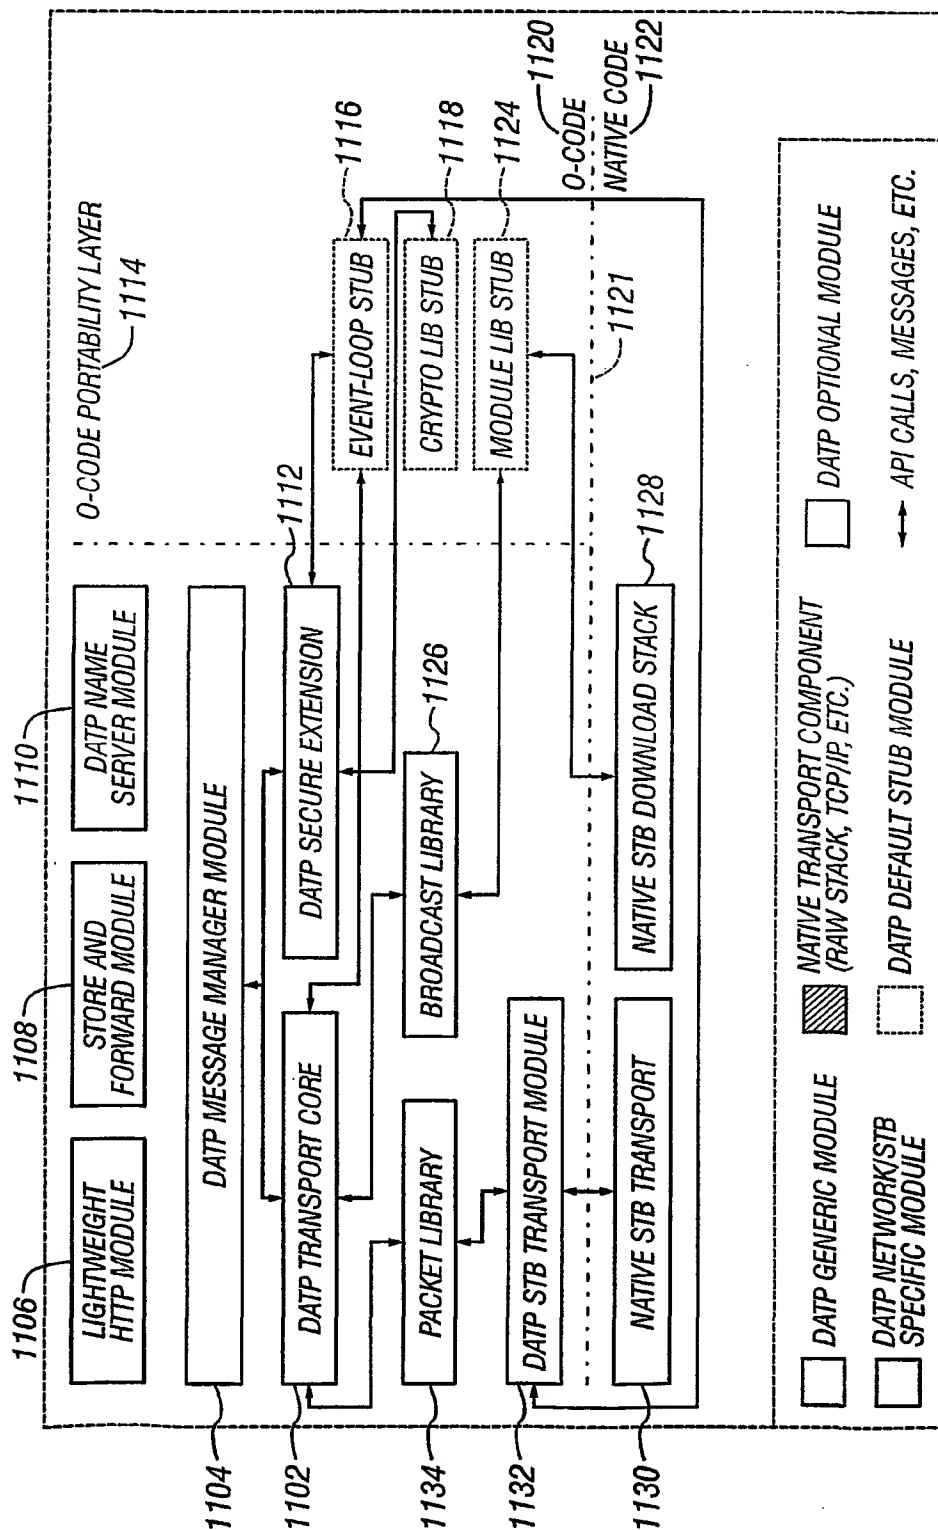 1106
LIGHTWEIGHT
HTTP MODULE
1108
STORE AND
FORWARD MODULE
1110
DATP NAME
SERVER MODULE
O-CODE PORTABILITY LAYER
1114
1104
DATP MESSAGE MANAGER MODULE
1102
DATP TRANSPORT CORE
DATP SECURE EXTENSION
1112
EVENT-LOOP STUB
1116
1134
PACKET LIBRARY
BROADCAST LIBRARY
1126
CRYPTO LIB STUB
1118
MODULE LIB STUB
1124
1132
DATP STB TRANSPORT MODULE
1121
O-CODE
1120
NATIVE CODE
1122
1130
NATIVE STB TRANSPORT
NATIVE STB DOWNLOAD STACK
1128
DATP GENERIC MODULE
NATIVE TRANSPORT COMPONENT
(RAW STACK, TCP/IP, ETC.)
DATP OPTIONAL MODULE
DATP NETWORK/STB
SPECIFIC MODULE
DATP DEFAULT STUB MODULE
API CALLS, MESSAGES, ETC.